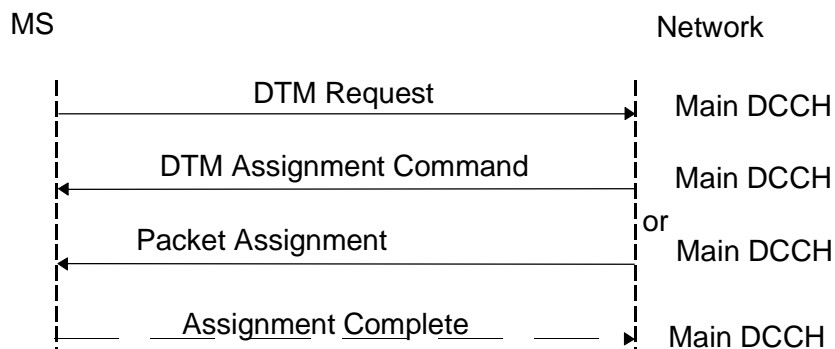 MS
Network
DTM Request
Main DCCH
DTM Assignment Command
Main DCCH
or
Packet Assignment
Main DCCH
Assignment Complete
Main DCCH